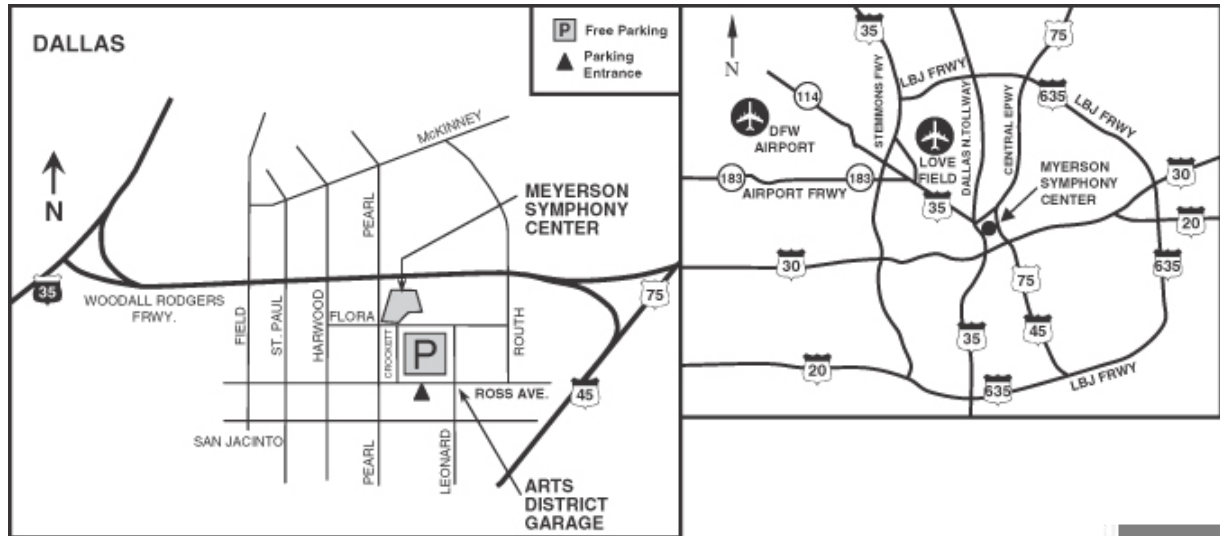 DALLAS
P Free Parking
Parking
Entrance
N
McKINNEY
MEYERSON
SYMPHONY
CENTER
PEARL
35
WOODALL RODGERS
FRWY.
75
FIELD
ST. PAUL
HARWOOD
FLORA
CROCKETT
P
ROUTH
ROSS AVE.
45
SAN JACINTO
PEARL
LEONARD
ARTS
DISTRICT
GARAGE
N
35
75
STEMMONS FWY
LBJ FRWY
635
LBJ FRWY
114
DFW
AIRPORT
LOVE
FIELD
DALLAS N.TOLLWAY
CENTRAL EPWY
MYERSON
SYMPHONY
CENTER
183
AIRPORT FRWY
183
35
30
20
30
75
635
35
45
20
635
LBJ FRWY